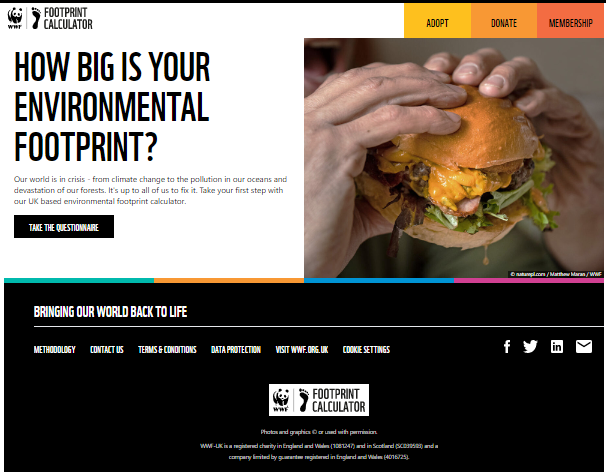 WWF
FOOTPRINT
CALCULATOR
ADOPT
DONATE
MEMBERSHIP
HOW BIG IS YOUR
ENVIRONMENTAL
FOOTPRINT?
Our world is in crisis - from climate change to the pollution in our oceans and
devastation of our forests. It's up to all of us to fix it. Take your first step with
our UK based environmental footprint calculator.
TAKE THE QUESTIONNAIRE
© naturepl.com / Matthew Maran / WWF
BRINGING OUR WORLD BACK TO LIFE
METHODOLOGY CONTACT US TERMS & CONDITIONS DATA PROTECTION VISIT WWF.ORG.UK COOKIE SETTINGS
WWF
FOOTPRINT
CALCULATOR
Photos and graphics © or used with permission.
WWF-UK is a registered charity in England and Wales (1081247) and in Scotland (SC039593) and a
company limited by guarantee registered in England and Wales (4016725).